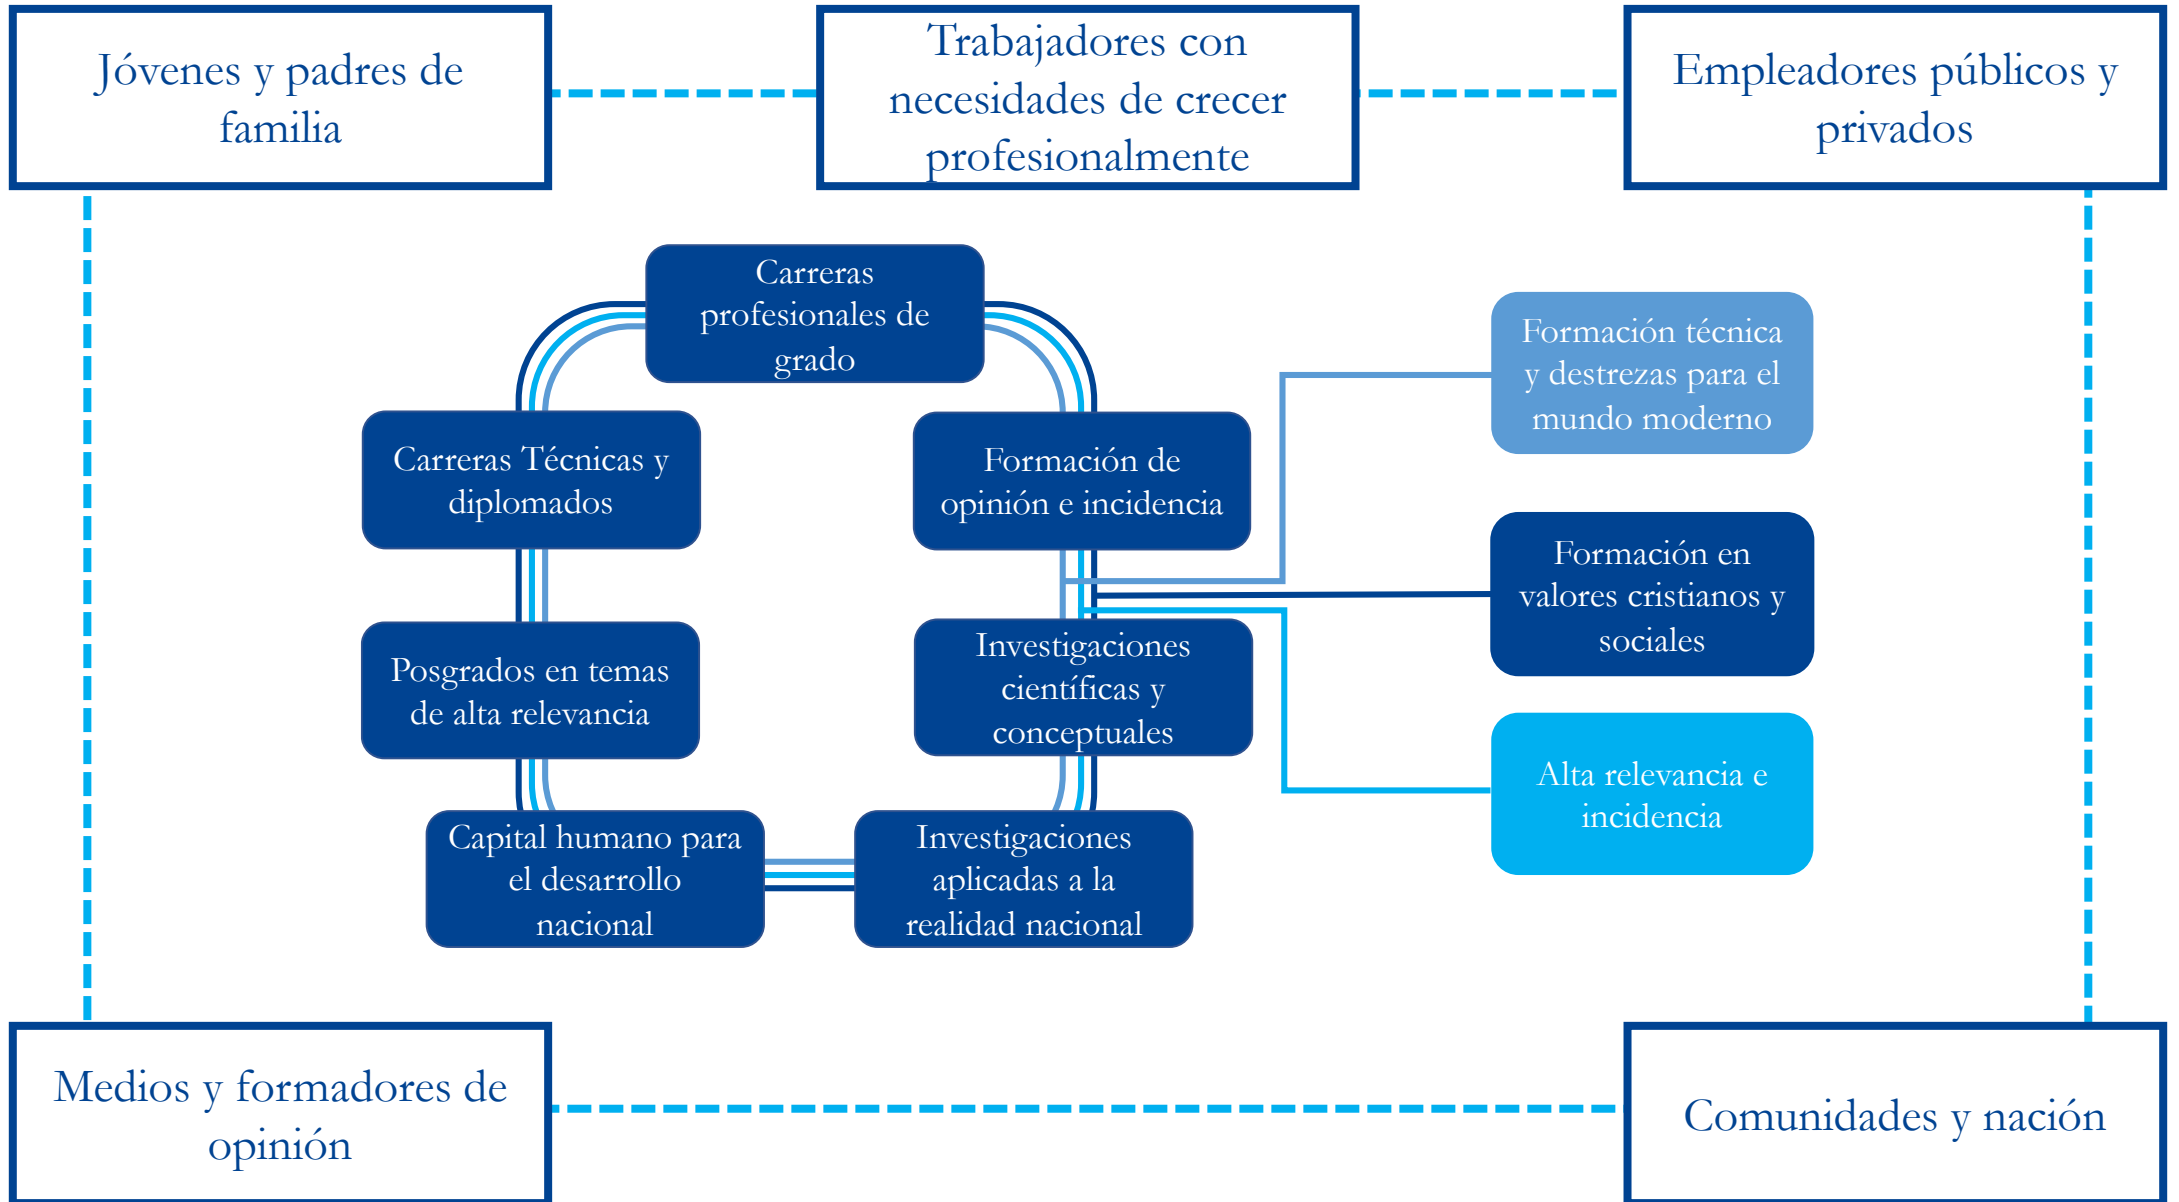 Jóvenes y padres de
familia
Trabajadores con
necesidades de crecer
profesionalmente
Empleadores públicos y
privados
Carreras
profesionales de
grado
Carreras Técnicas y
diplomados
Formación de
opinión e incidencia
Posgrados en temas
de alta relevancia
Investigaciones
científicas y
conceptuales
Capital humano para
el desarrollo
nacional
Investigaciones
aplicadas a la
realidad nacional
Formación técnica
y destrezas para el
mundo moderno
Formación en
valores cristianos y
sociales
Alta relevancia e
incidencia
Medios y formadores de
opinión
Comunidades y nación